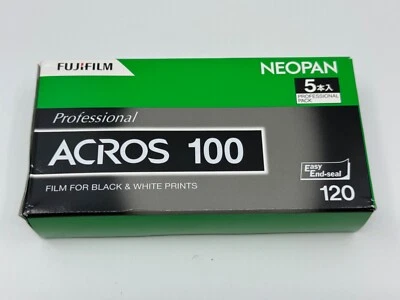 FUJIFILM
NEOPAN
5本入
PROFESSIONAL
PACK
Professional
ACROS 100
Easy
End-seal
FILM FOR BLACK & WHITE PRINTS
120